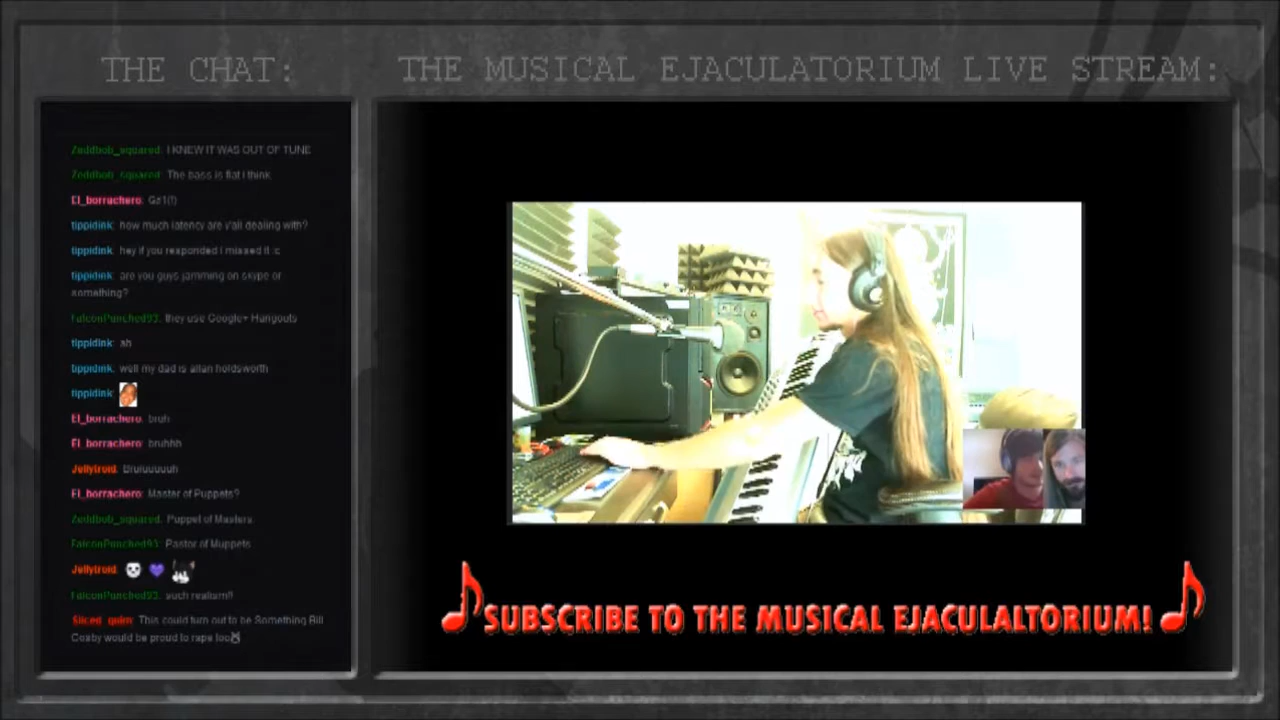 THE CHAT:
THE MUSICAL EJACULATORIUM LIVE STREAM:
Zeddbob_squared: I KNEW IT WAS OUT OF TUNE
Zeddbob_squared: The bass is flat I think
El_borrachero: G#1(!)
tippidink: how much latency are y'all dealing with?
tippidink: hey if you responded I missed it :c
tippidink: are you guys jamming on skype or
something?
FalconPunched93: they use Google+ Hangouts
tippidink: ah
tippidink: well my dad is allan holdsworth
tippidink:
El_borrachero: bruh
El_borrachero: bruhhh
Jellytroid: Bruuuuuuh
El_borrachero: Master of Puppets?
Zeddbob_squared: Puppet of Masters
FalconPunched93: Pastor of Muppets
Jellytroid:
FalconPunched93: such realism!!
Sliced_quim: This could turn out to be Something Bill
Cosby would be proud to rape too
SUBSCRIBE TO THE MUSICAL EJACULALTORIUM!